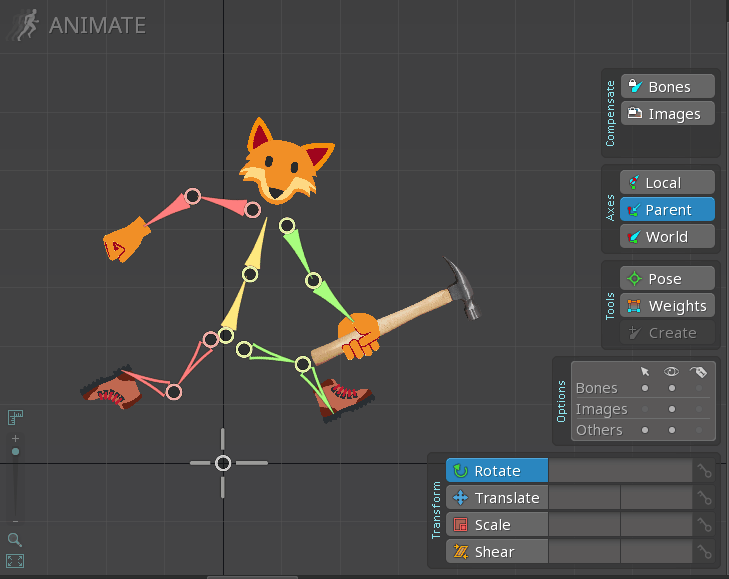 ANIMATE
Compensate
Bones
Images
Axes
Local
Parent
World
Tools
Pose
Weights
Create
Options
Bones
Images
Others
Transform
Rotate
Translate
Scale
Shear